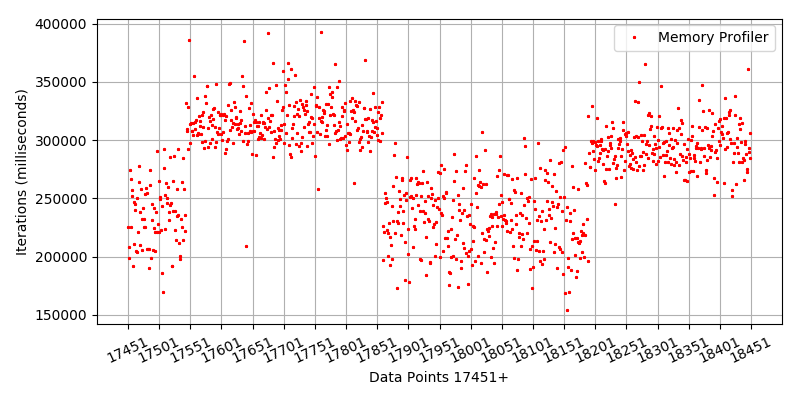 400000
Memory Profiler
350000
300000
250000
200000
150000
Iterations (milliseconds)
17451 17501 17551 17601 17651 17701 17751 17801 17851 17901 17951 18001 18051 18101 18151 18201 18251 18301 18351 18401 18451
Data Points 17451+